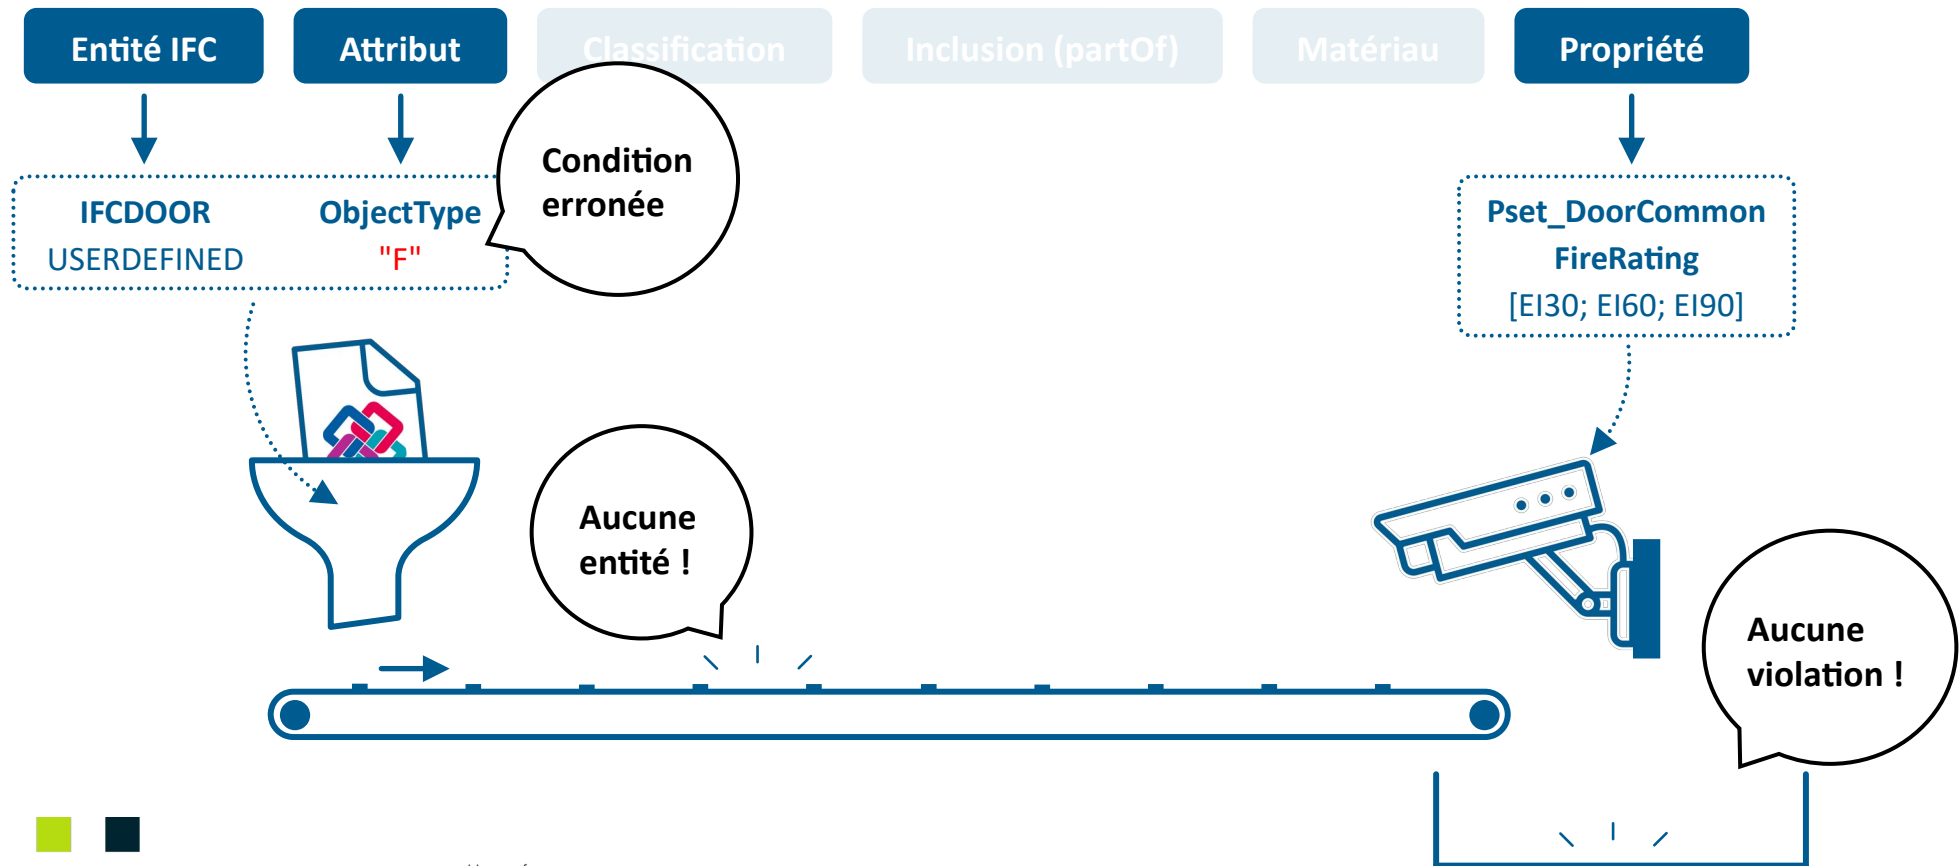 Entité IFC
Attribut
Classification
Inclusion (partOf)
Matériau
Propriété
Condition
erronée
IFCDOOR
USERDEFINED
ObjectType
"F"
Pset_DoorCommon
FireRating
[EI30; EI60; EI90]
Aucune
entité !
Aucune
violation !